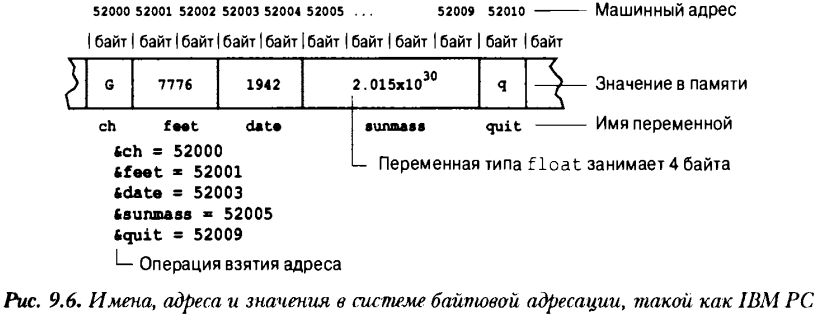 52000 52001 52002 52003 52004 52005 ... 52009 52010 Машинный адрес
| байт | байт | байт | байт | байт | байт | байт | байт | байт | байт | байт
G 7776 1942 2.015x10^30 q Значение в памяти
ch feet date sunmass quit Имя переменной
&ch = 52000
Переменная типа float занимает 4 байта
&feet = 52001
&date = 52003
&sunmass = 52005
&quit = 52009
Операция взятия адреса
Рис. 9.6. Имена, адреса и значения в системе байтовой адресации, такой как IBM PC